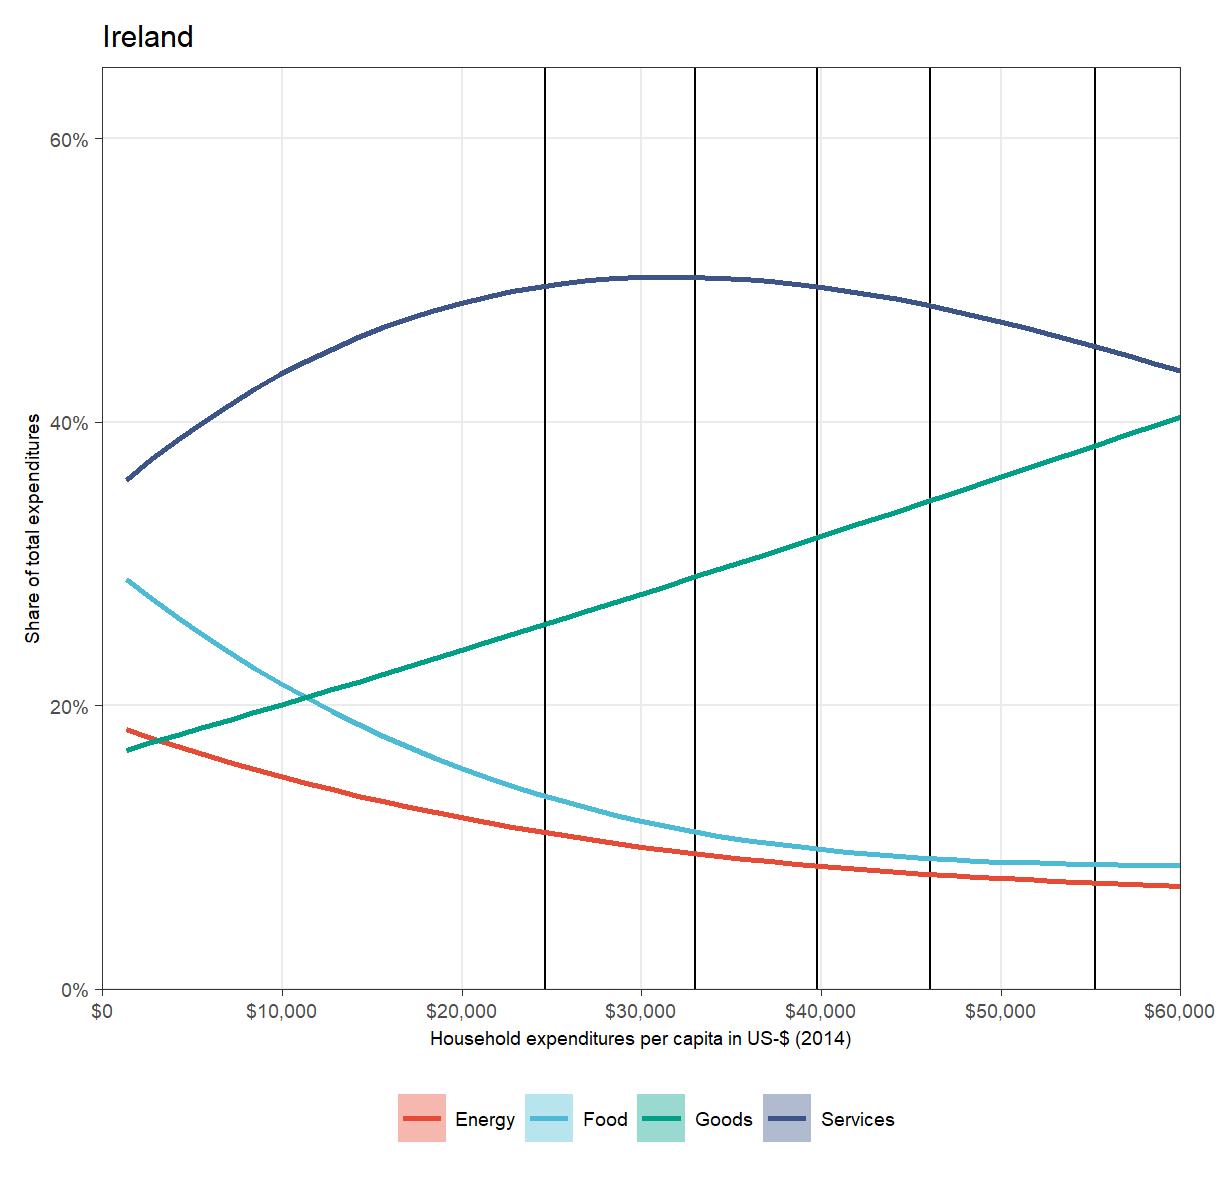 Ireland
60%
40%
20%
0%
Share of total expenditures
$0 $10,000 $20,000 $30,000 $40,000 $50,000 $60,000
Household expenditures per capita in US-$ (2014)
Energy Food Goods Services